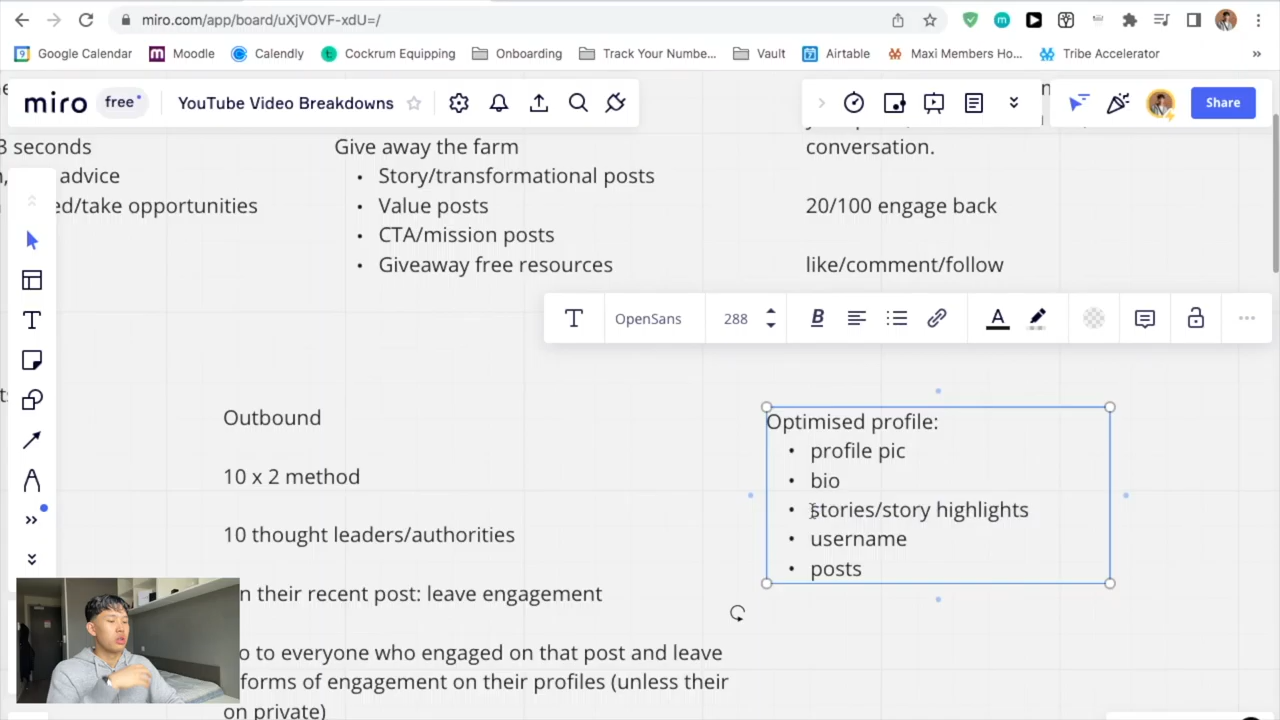 miro.com/app/board/uXjVOVF-xdU=/
Google Calendar
Moodle
Calendly
Cockrum Equipping
Onboarding
Track Your Numbe...
Vault
Airtable
Maxi Members Ho...
Tribe Accelerator
»
miro
free
YouTube Video Breakdowns
Share
3 seconds
advice
ed/take opportunities
Give away the farm
• Story/transformational posts
• Value posts
• CTA/mission posts
• Giveaway free resources
conversation.
20/100 engage back
like/comment/follow
OpenSans
288
B
A
Outbound
10 x 2 method
10 thought leaders/authorities
n their recent post: leave engagement
o to everyone who engaged on that post and leave
forms of engagement on their profiles (unless their
on private)
Optimised profile:
• profile pic
• bio
• stories/story highlights
• username
• posts